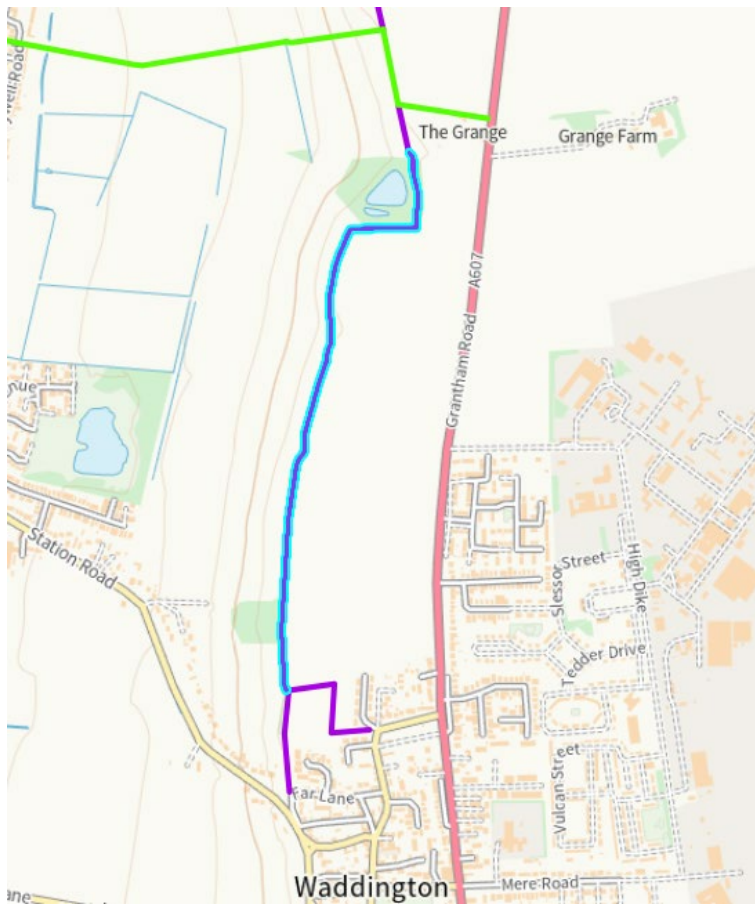 The Grange
Grange Farm
Grantham Road
A607
Station Road
Slessor Street
High Dike
Tedder Drive
Vulcan Street
Far Lane
Waddington
Mere Road